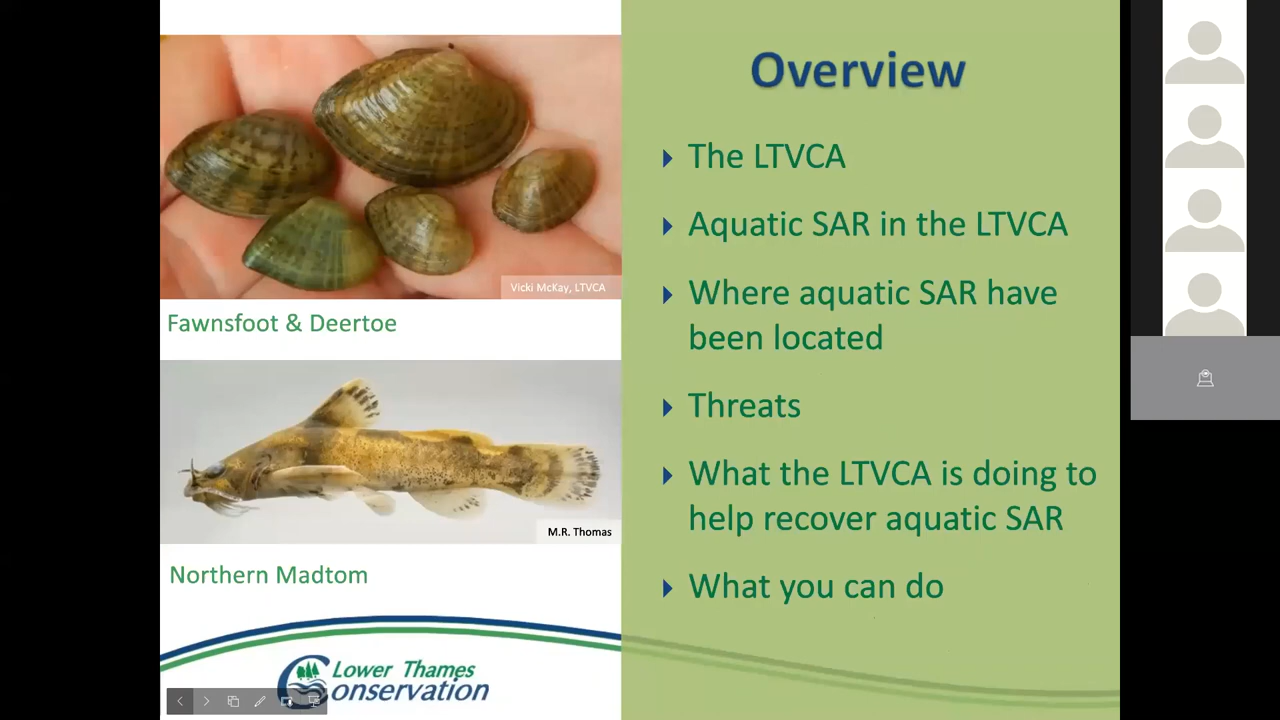 Vicki McKay, LTVCA
Fawnsfoot & Deertoe
M.R. Thomas
Northern Madtom
Lower Thames
Conservation
Overview
The LTVCA
Aquatic SAR in the LTVCA
Where aquatic SAR have
been located
Threats
What the LTVCA is doing to
help recover aquatic SAR
What you can do